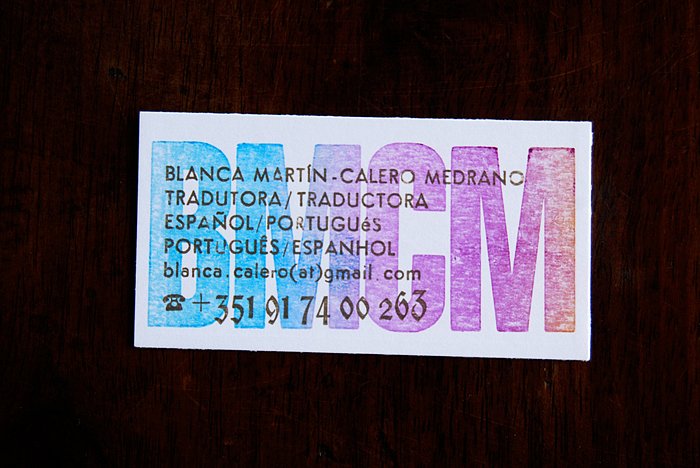 BMCM
BLANCA MARTÍN-CALERO MEDRANO
TRADUTORA/TRADUCTORA
ESPAÑOL/PORTUGUéS
PORTUGUÊS/ESPANHOL
blanca.calero(at)gmail.com
☎+351 91 74 00 263